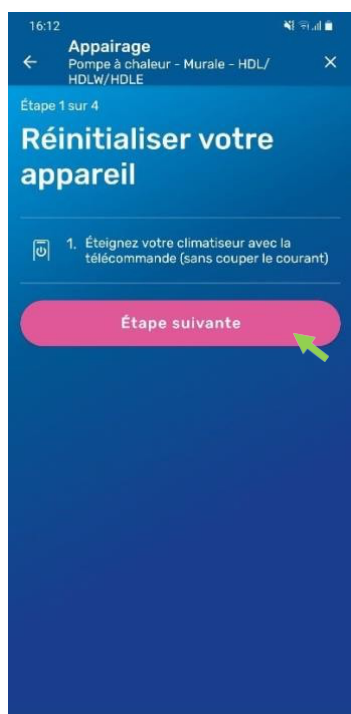 16:12
Appairage
Pompe à chaleur - Murale - HDL/
HDLW/HDLE
Étape 1 sur 4
Réinitialiser votre
appareil
1. Éteignez votre climatiseur avec la
télécommande (sans couper le courant)
Étape suivante